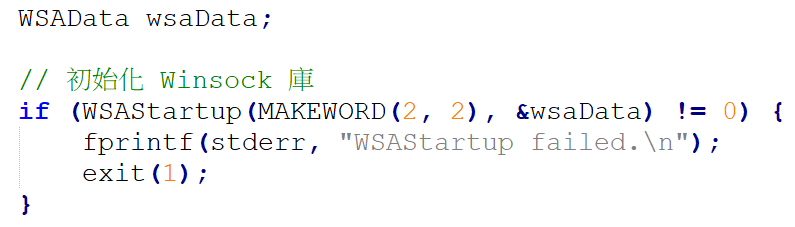 WSAData wsaData;
// 初始化 Winsock 庫
if (WSAStartup(MAKEWORD(2, 2), &wsaData) != 0) {
fprintf(stderr, "WSAStartup failed.\n");
exit(1);
}